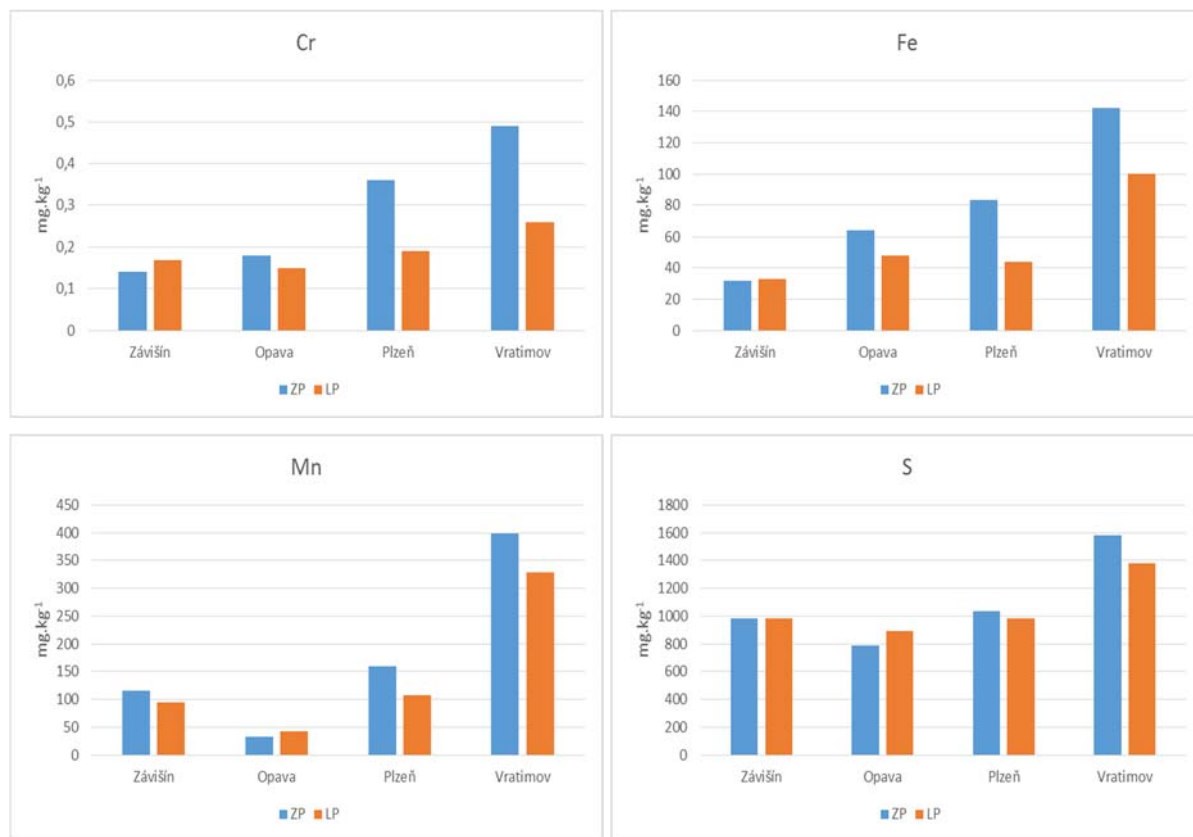 Cr
0,6
0,5
0,4
0,3
0,2
0,1
0
mg.kg-1
Závišín Opava Plzeň Vratimov
ZP LP
Fe
160
140
120
100
80
60
40
20
0
mg.kg-1
Závišín Opava Plzeň Vratimov
ZP LP
Mn
450
400
350
300
250
200
150
100
50
0
mg.kg-1
Závišín Opava Plzeň Vratimov
ZP LP
S
1800
1600
1400
1200
1000
800
600
400
200
0
mg.kg-1
Závišín Opava Plzeň Vratimov
ZP LP